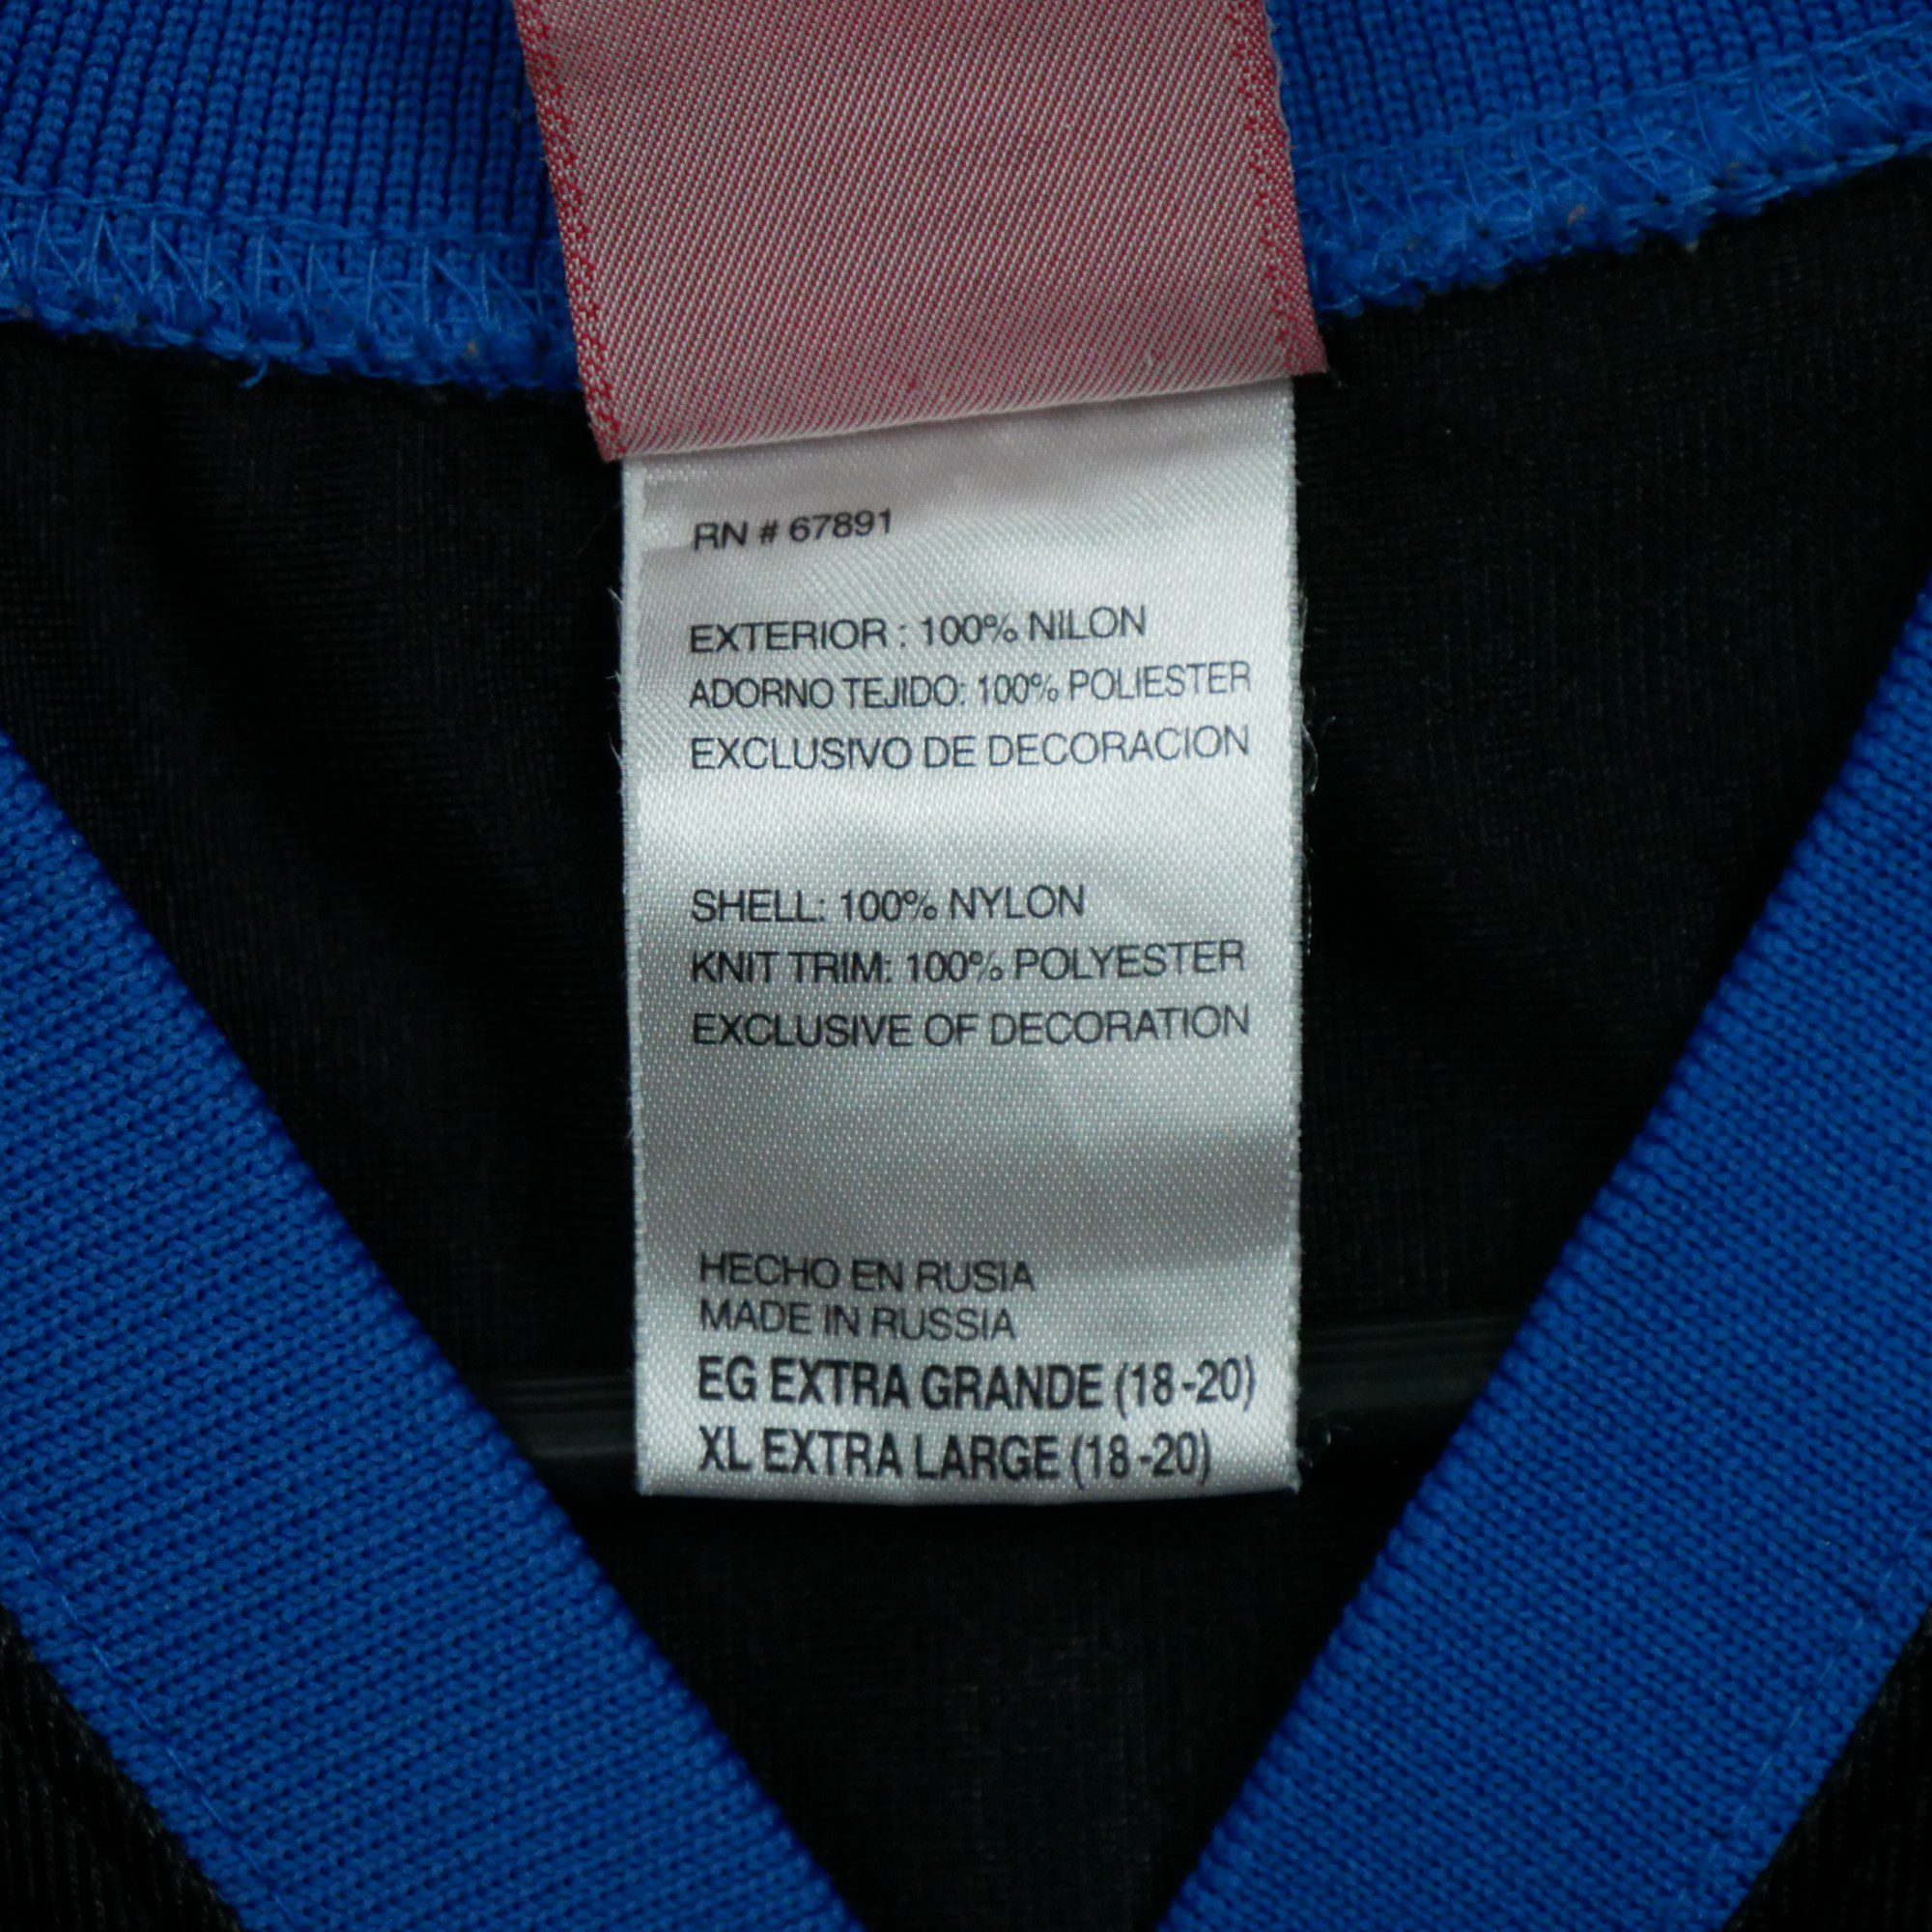 RN # 67891
EXTERIOR : 100% NILON
ADORNO TEJIDO: 100% POLIESTER
EXCLUSIVO DE DECORACION
SHELL: 100% NYLON
KNIT TRIM: 100% POLYESTER
EXCLUSIVE OF DECORATION
HECHO EN RUSIA
MADE IN RUSSIA
EG EXTRA GRANDE (18-20)
XL EXTRA LARGE (18-20)